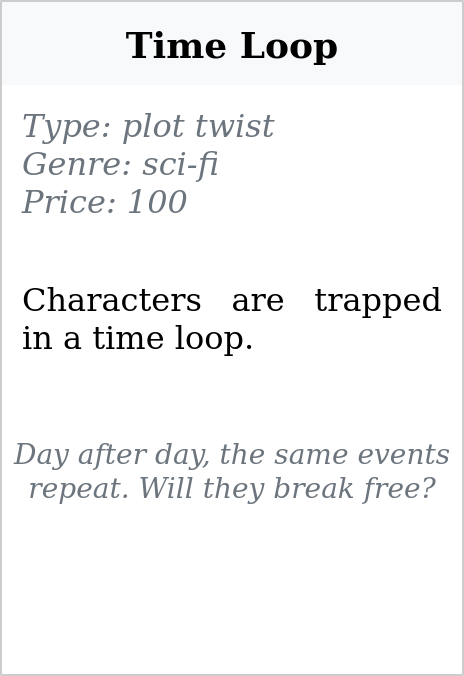 Time Loop
Type: plot twist
Genre: sci-fi
Price: 100
Characters are trapped
in a time loop.
Day after day, the same events
repeat. Will they break free?